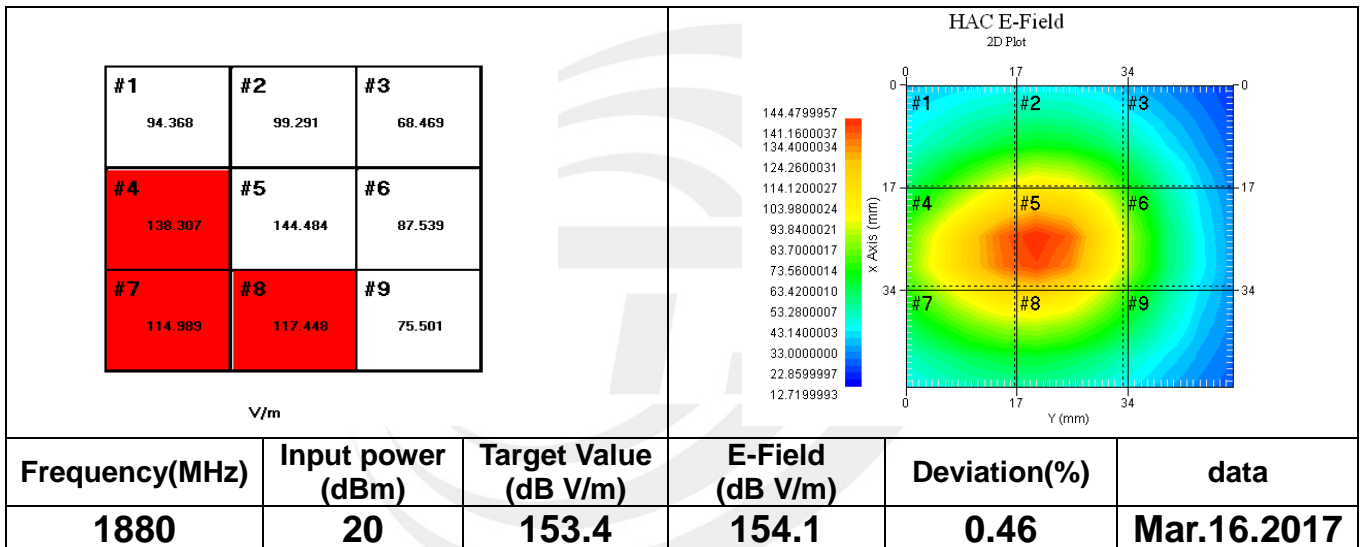 #1 #2 #3
94.368 99.291 68.469
#4 #5 #6
138.307 144.484 87.539
#7 #8 #9
114.989 117.448 75.501
V/m
HAC E-Field
2D Plot
0 17 34
0 0
144.4799957
141.1600037
134.4000034
124.2600031
114.1200027
103.9800024
93.8400021
83.7000017
73.5600014
63.4200010
53.2800007
43.1400003
33.0000000
22.8599997
12.7199993
x Axis (mm)
#1 #2 #3
17 17
#4 #5 #6
34 34
#7 #8 #9
0 17 34
Y (mm)
Frequency(MHz) Input power (dBm) Target Value (dB V/m) E-Field (dB V/m) Deviation(%) data
1880 20 153.4 154.1 0.46 Mar.16.2017